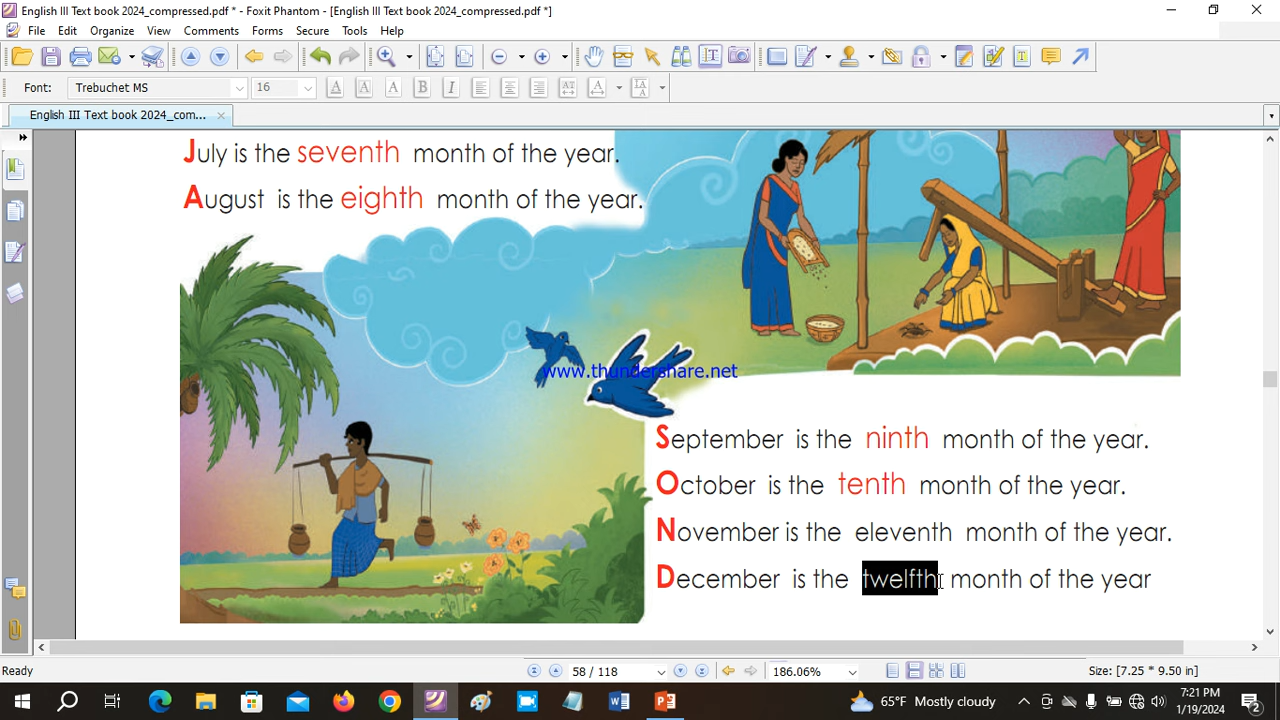 English III Text book 2024_compressed.pdf * - Foxit Phantom - [English III Text book 2024_compressed.pdf *]
File Edit Organize View Comments Forms Secure Tools Help
Font: Trebuchet MS 16
English III Text book 2024_com...
July is the seventh month of the year.
August is the eighth month of the year.
www.thundershare.net
September is the ninth month of the year.
October is the tenth month of the year.
November is the eleventh month of the year.
December is the twelfth month of the year
Ready 58 / 118 186.06% Size: [7.25 * 9.50 in]
65°F Mostly cloudy 7:21 PM
1/19/2024